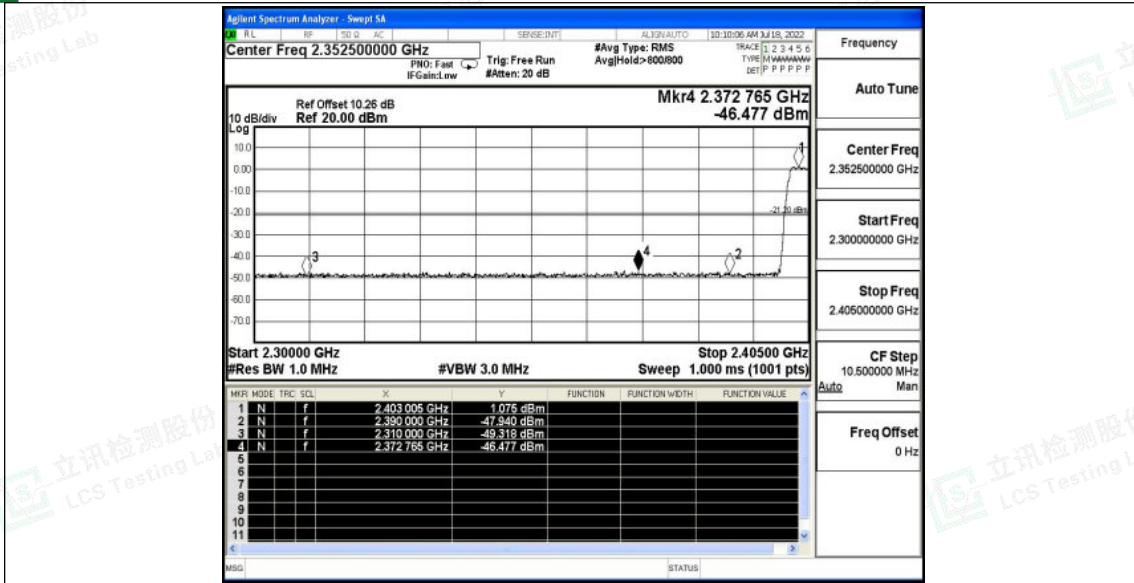 Agilent Spectrum Analyzer - Swept SA
RL RF 50 Ω AC SENSE:INT ALIGN AUTO 10:10:06 AM Jul 18, 2022
Center Freq 2.352500000 GHz #Avg Type: RMS TRACE 1 2 3 4 5 6
PNO: Fast Trig: Free Run Avg|Hold:>800/800 TYPE
IFGain:Low #Atten: 20 dB DET P P P P P P
Mkr4 2.372 765 GHz
-46.477 dBm
Ref Offset 10.26 dB
10 dB/div Ref 20.00 dBm
Log
10.0
0.00
-10.0
-20.0
-30.0
-40.0
-50.0
-60.0
-70.0
1
-21.20 dBm
3
4
2
Start 2.30000 GHz Stop 2.40500 GHz
#Res BW 1.0 MHz #VBW 3.0 MHz Sweep 1.000 ms (1001 pts)
MKR MODE TRC SCL X Y FUNCTION FUNCTION WIDTH FUNCTION VALUE
1 N f 2.403 005 GHz 1.075 dBm
2 N f 2.390 000 GHz -47.940 dBm
3 N f 2.310 000 GHz -49.318 dBm
4 N f 2.372 765 GHz -46.477 dBm
5
6
7
8
9
10
11
MSG STATUS
Frequency
Auto Tune
Center Freq
2.352500000 GHz
Start Freq
2.300000000 GHz
Stop Freq
2.405000000 GHz
CF Step
10.500000 MHz
Auto Man
Freq Offset
0 Hz
立讯检测股份
LCS Testing Lab
立讯检测股份
LCS Testing L